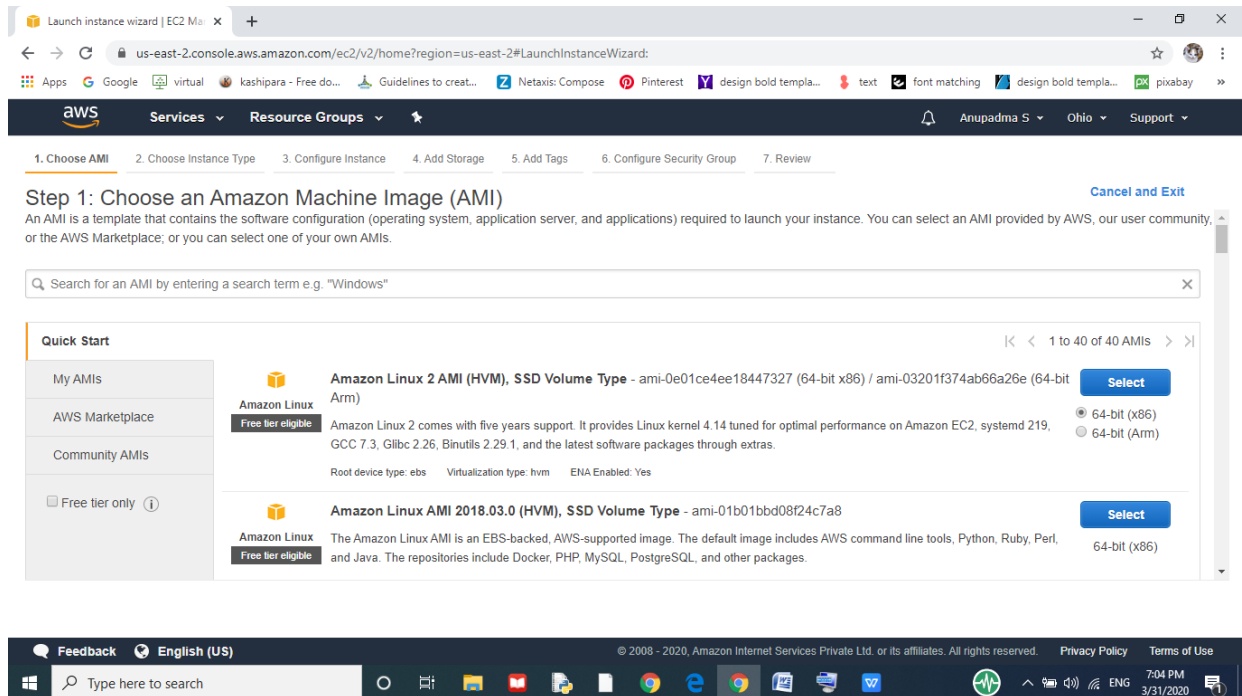 Launch instance wizard | EC2 Ma
us-east-2.console.aws.amazon.com/ec2/v2/home?region=us-east-2#LaunchInstanceWizard:
Apps Google virtual kashipara - Free do... Guidelines to creat... Netaxis: Compose Pinterest design bold templa... text font matching design bold templa... pixabay »
aws Services Resource Groups Anupadma S Ohio Support
1. Choose AMI 2. Choose Instance Type 3. Configure Instance 4. Add Storage 5. Add Tags 6. Configure Security Group 7. Review
Step 1: Choose an Amazon Machine Image (AMI)
Cancel and Exit
An AMI is a template that contains the software configuration (operating system, application server, and applications) required to launch your instance. You can select an AMI provided by AWS, our user community,
or the AWS Marketplace; or you can select one of your own AMIs.
Search for an AMI by entering a search term e.g. "Windows"
Quick Start
1 to 40 of 40 AMIs
My AMIs
AWS Marketplace
Community AMIs
Free tier only
Amazon Linux
Free tier eligible
Amazon Linux 2 AMI (HVM), SSD Volume Type - ami-0e01ce4ee18447327 (64-bit x86) / ami-03201f374ab66a26e (64-bit
Arm)
Amazon Linux 2 comes with five years support. It provides Linux kernel 4.14 tuned for optimal performance on Amazon EC2, systemd 219,
GCC 7.3, Glibc 2.26, Binutils 2.29.1, and the latest software packages through extras.
Root device type: ebs Virtualization type: hvm ENA Enabled: Yes
Select
64-bit (x86)
64-bit (Arm)
Amazon Linux
Free tier eligible
Amazon Linux AMI 2018.03.0 (HVM), SSD Volume Type - ami-01b01bbd08f24c7a8
The Amazon Linux AMI is an EBS-backed, AWS-supported image. The default image includes AWS command line tools, Python, Ruby, Perl,
and Java. The repositories include Docker, PHP, MySQL, PostgreSQL, and other packages.
Select
64-bit (x86)
Feedback English (US) © 2008 - 2020, Amazon Internet Services Private Ltd. or its affiliates. All rights reserved. Privacy Policy Terms of Use
Type here to search
ENG
7:04 PM
3/31/2020